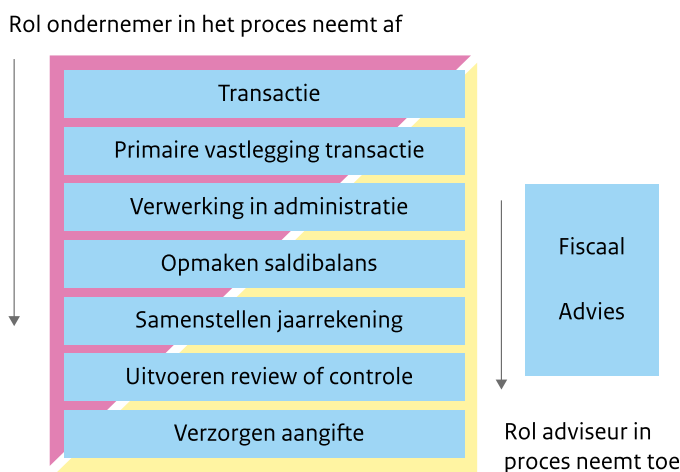 Rol ondernemer in het proces neemt af
Transactie
Primaire vastlegging transactie
Verwerking in administratie
Opmaken saldibalans
Samenstellen jaarrekening
Uitvoeren review of controle
Verzorgen aangifte
Fiscaal
Advies
Rol adviseur in
proces neemt toe